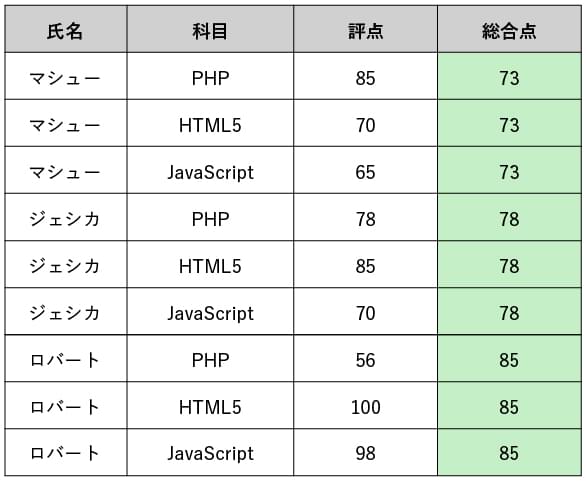 氏名 科目 評点 総合点
マシュー PHP 85 73
マシュー HTML5 70 73
マシュー JavaScript 65 73
ジェシカ PHP 78 78
ジェシカ HTML5 85 78
ジェシカ JavaScript 70 78
ロバート PHP 56 85
ロバート HTML5 100 85
ロバート JavaScript 98 85